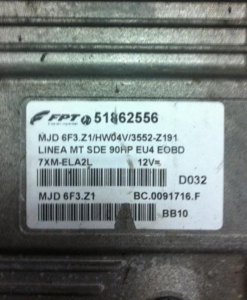 FPT 51862556
MJD 6F3.Z1/HW04V/3552-Z191
LINEA MT SDE 90HP EU4 EOBD
7XM-ELA2L 12V=
D032
MJD 6F3.Z1 BC.0091716.F
BB10